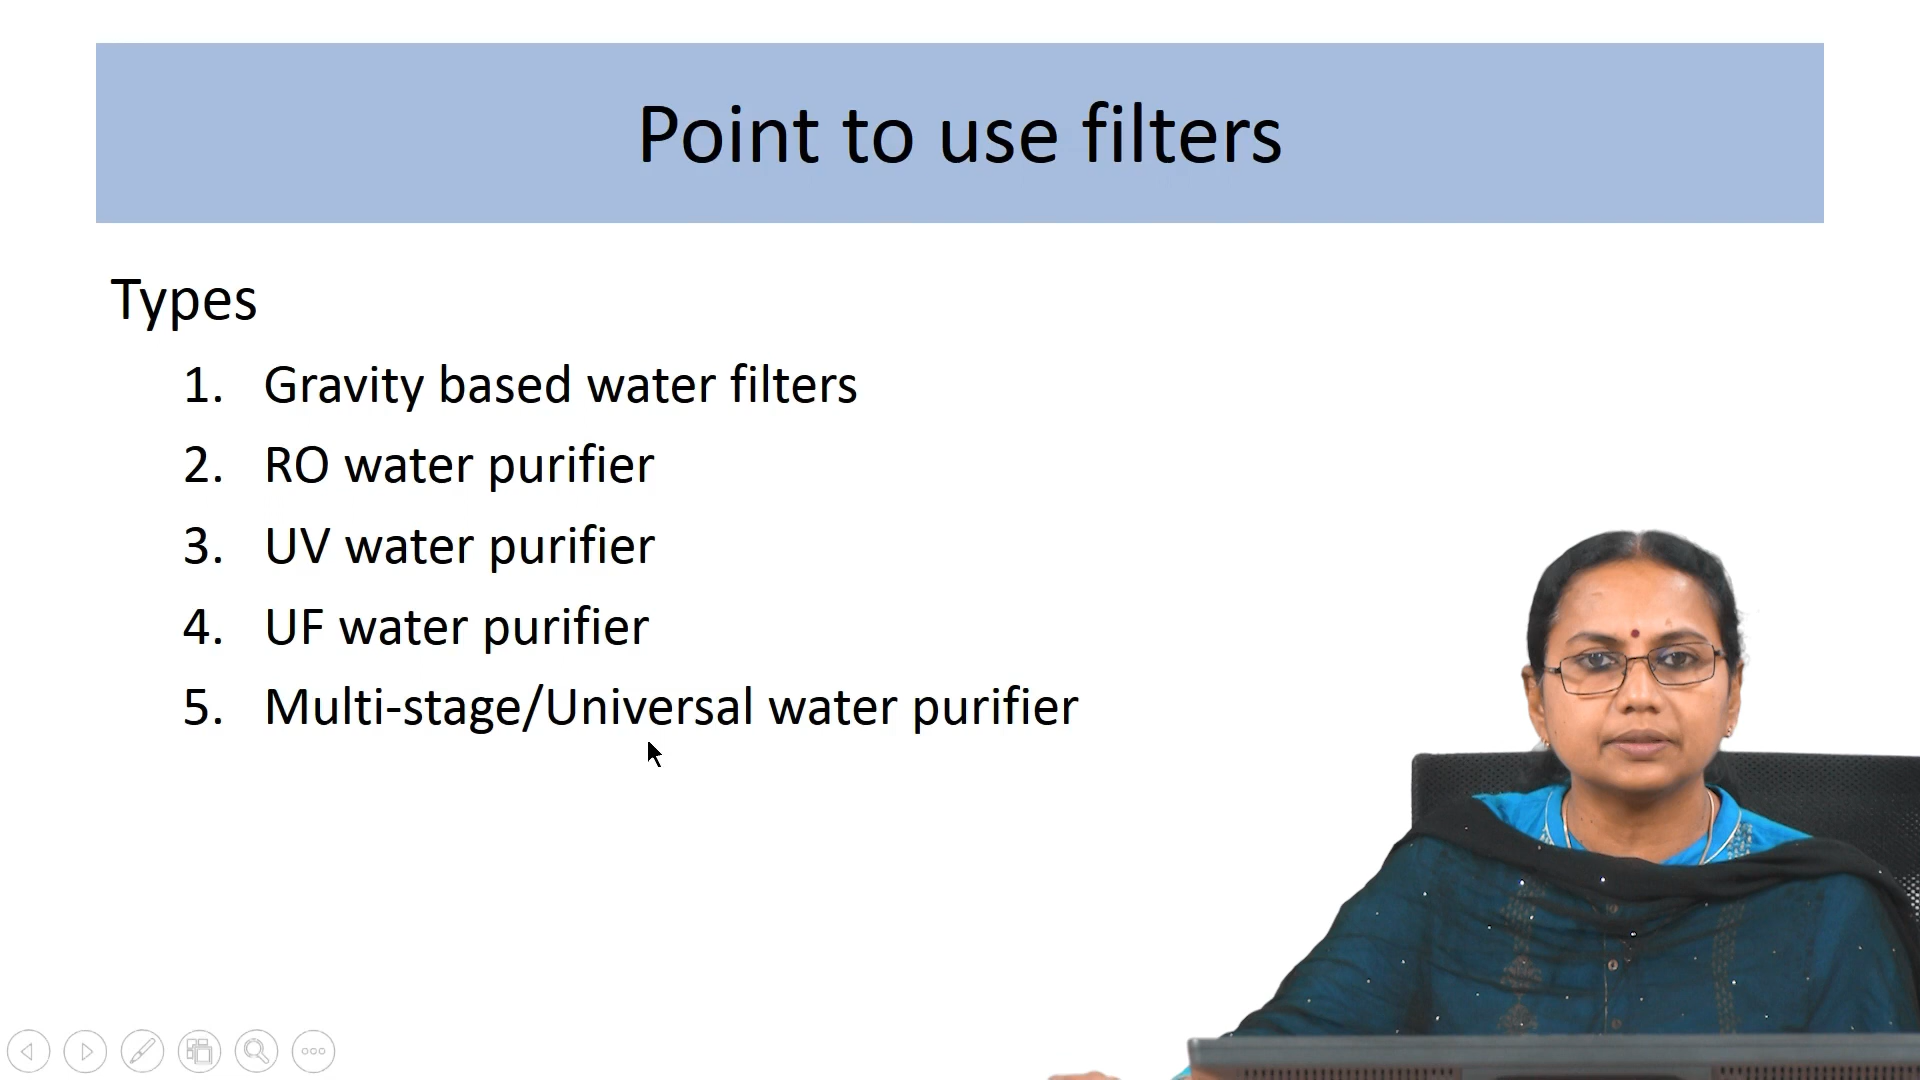 Point to use filters
Types
1. Gravity based water filters
2. RO water purifier
3. UV water purifier
4. UF water purifier
5. Multi-stage/Universal water purifier